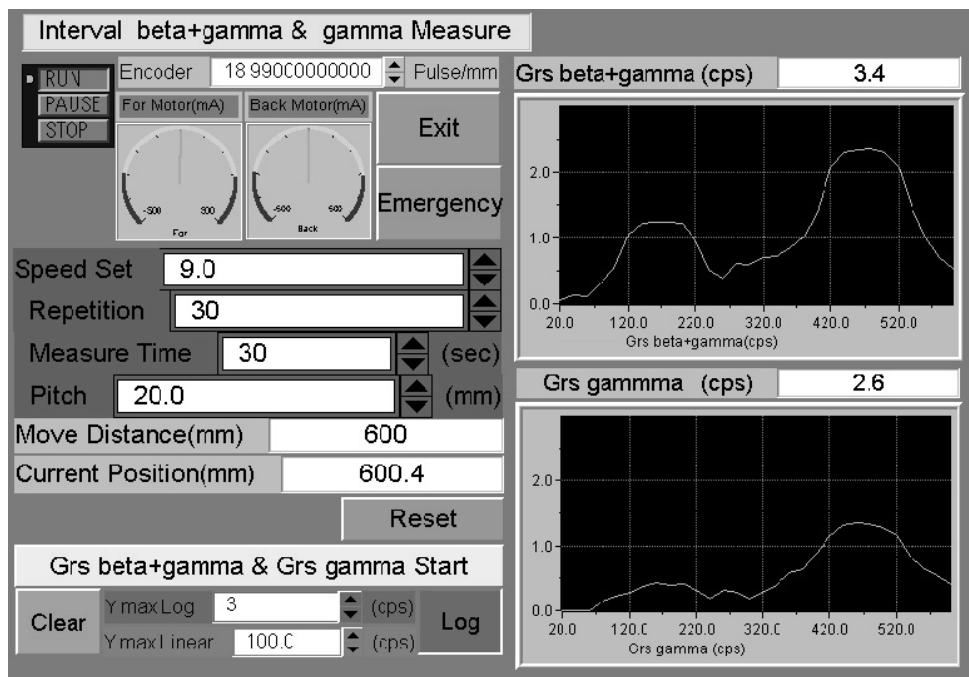 Interval beta+gamma & gamma Measure
RUN
PAUSE
STOP
Encoder 18 99000000000 Pulse/mm
For Motor(mA) Back Motor(mA)
-500 500
For
-500 500
Back
Exit
Emergency
Speed Set 9.0
Repetition 30
Measure Time 30 (sec)
Pitch 20.0 (mm)
Move Distance(mm) 600
Current Position(mm) 600.4
Reset
Grs beta+gamma & Grs gamma Start
Clear
Y max Log 3 (cps)
Y max Linear 100.0 (cps)
Log
Grs beta+gamma (cps) 3.4
2.0
1.0
0.0
20.0 120.0 220.0 320.0 420.0 520.0
Grs beta+gamma(cps)
Grs gammma (cps) 2.6
2.0
1.0
0.0
20.0 120.0 220.0 320.0 420.0 520.0
Grs gamma (cps)